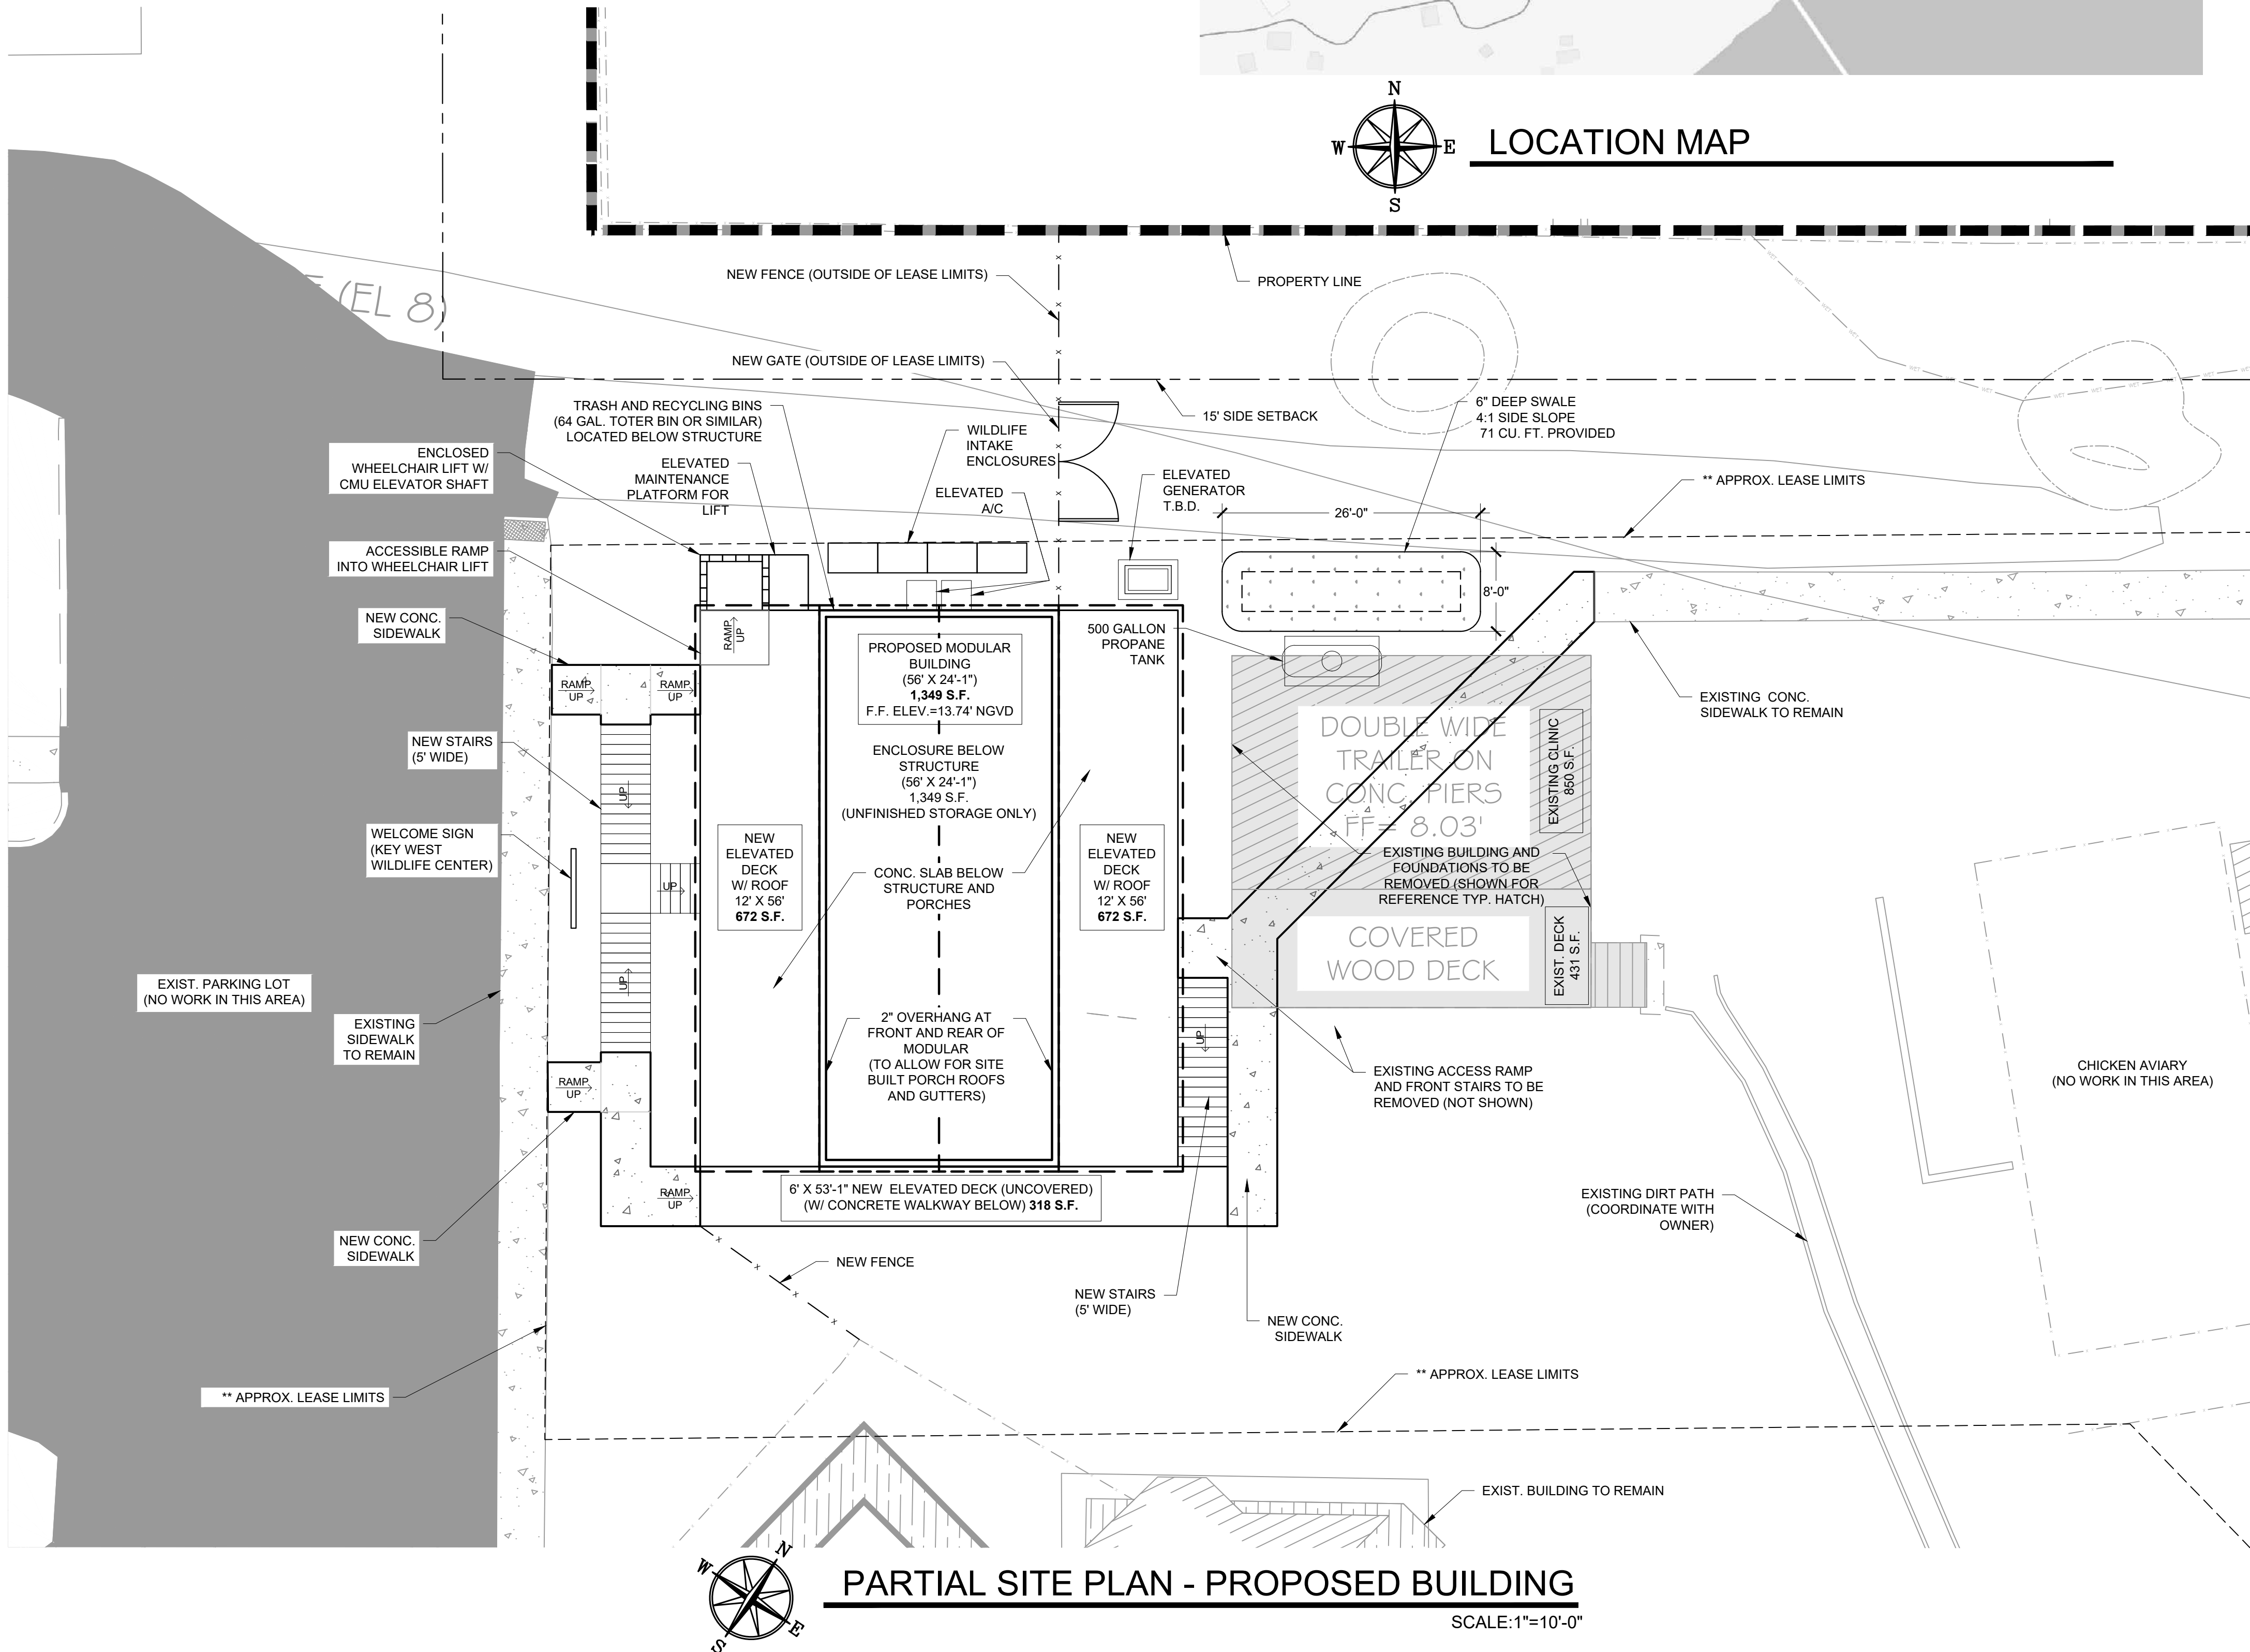 N
W
E
S
LOCATION MAP
(EL 8)
NEW FENCE (OUTSIDE OF LEASE LIMITS)
PROPERTY LINE
NEW GATE (OUTSIDE OF LEASE LIMITS)
15' SIDE SETBACK
TRASH AND RECYCLING BINS
(64 GAL. TOTER BIN OR SIMILAR)
LOCATED BELOW STRUCTURE
6" DEEP SWALE
4:1 SIDE SLOPE
71 CU. FT. PROVIDED
WILDLIFE
INTAKE
ENCLOSURES
ENCLOSED
WHEELCHAIR LIFT W/
CMU ELEVATOR SHAFT
ELEVATED
MAINTENANCE
PLATFORM FOR
LIFT
ELEVATED
A/C
ELEVATED
GENERATOR
T.B.D.
** APPROX. LEASE LIMITS
26'-0"
8'-0"
ACCESSIBLE RAMP
INTO WHEELCHAIR LIFT
NEW CONC.
SIDEWALK
RAMP
UP
RAMP
UP
RAMP
UP
500 GALLON
PROPANE
TANK
PROPOSED MODULAR
BUILDING
(56' X 24'-1")
1,349 S.F.
F.F. ELEV.=13.74' NGVD
EXISTING CONC.
SIDEWALK TO REMAIN
NEW STAIRS
(5' WIDE)
UP
ENCLOSURE BELOW
STRUCTURE
(56' X 24'-1")
1,349 S.F.
(UNFINISHED STORAGE ONLY)
DOUBLE WIDE
TRAILER ON
CONC. PIERS
FF= 8.03'
EXISTING CLINIC
850 S.F.
WELCOME SIGN
(KEY WEST
WILDLIFE CENTER)
UP
NEW
ELEVATED
DECK
W/ ROOF
12' X 56'
672 S.F.
CONC. SLAB BELOW
STRUCTURE AND
PORCHES
NEW
ELEVATED
DECK
W/ ROOF
12' X 56'
672 S.F.
EXISTING BUILDING AND
FOUNDATIONS TO BE
REMOVED (SHOWN FOR
REFERENCE TYP. HATCH)
COVERED
WOOD DECK
EXIST. DECK
431 S.F.
EXIST. PARKING LOT
(NO WORK IN THIS AREA)
UP
EXISTING
SIDEWALK
TO REMAIN
2" OVERHANG AT
FRONT AND REAR OF
MODULAR
(TO ALLOW FOR SITE
BUILT PORCH ROOFS
AND GUTTERS)
UP
EXISTING ACCESS RAMP
AND FRONT STAIRS TO BE
REMOVED (NOT SHOWN)
CHICKEN AVIARY
(NO WORK IN THIS AREA)
RAMP
UP
RAMP
UP
6' X 53'-1" NEW ELEVATED DECK (UNCOVERED)
(W/ CONCRETE WALKWAY BELOW) 318 S.F.
EXISTING DIRT PATH
(COORDINATE WITH
OWNER)
NEW CONC.
SIDEWALK
NEW FENCE
NEW STAIRS
(5' WIDE)
NEW CONC.
SIDEWALK
** APPROX. LEASE LIMITS
** APPROX. LEASE LIMITS
EXIST. BUILDING TO REMAIN
N
W
E
S
PARTIAL SITE PLAN - PROPOSED BUILDING
SCALE:1"=10'-0"